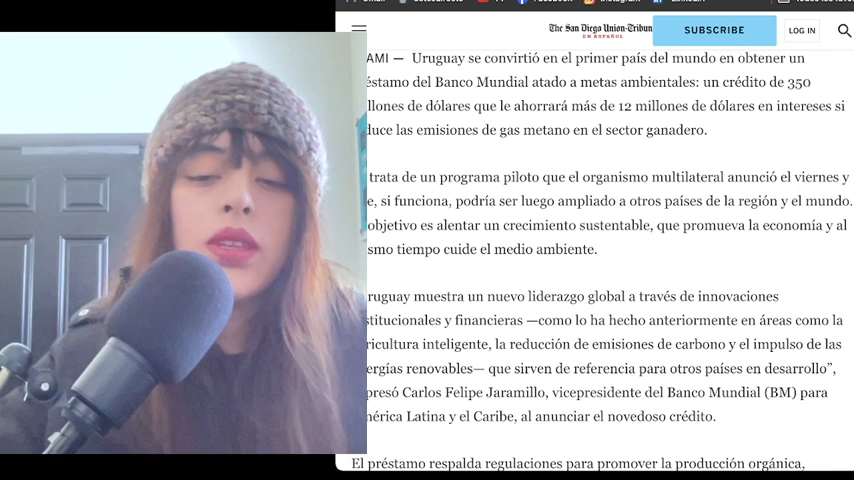 The San Diego Union-Tribun
EN ESPAÑOL
SUBSCRIBE
LOG IN
AMI — Uruguay se convirtió en el primer país del mundo en obtener un
éstamo del Banco Mundial atado a metas ambientales: un crédito de 350
llones de dólares que le ahorrará más de 12 millones de dólares en intereses si
duce las emisiones de gas metano en el sector ganadero.
trata de un programa piloto que el organismo multilateral anunció el viernes y
e, si funciona, podría ser luego ampliado a otros países de la región y el mundo.
objetivo es alentar un crecimiento sustentable, que promueva la economía y al
smo tiempo cuide el medio ambiente.
ruguay muestra un nuevo liderazgo global a través de innovaciones
stitucionales y financieras —como lo ha hecho anteriormente en áreas como la
ricultura inteligente, la reducción de emisiones de carbono y el impulso de las
ergías renovables— que sirven de referencia para otros países en desarrollo”,
presó Carlos Felipe Jaramillo, vicepresidente del Banco Mundial (BM) para
mérica Latina y el Caribe, al anunciar el novedoso crédito.
El préstamo respalda regulaciones para promover la producción orgánica,